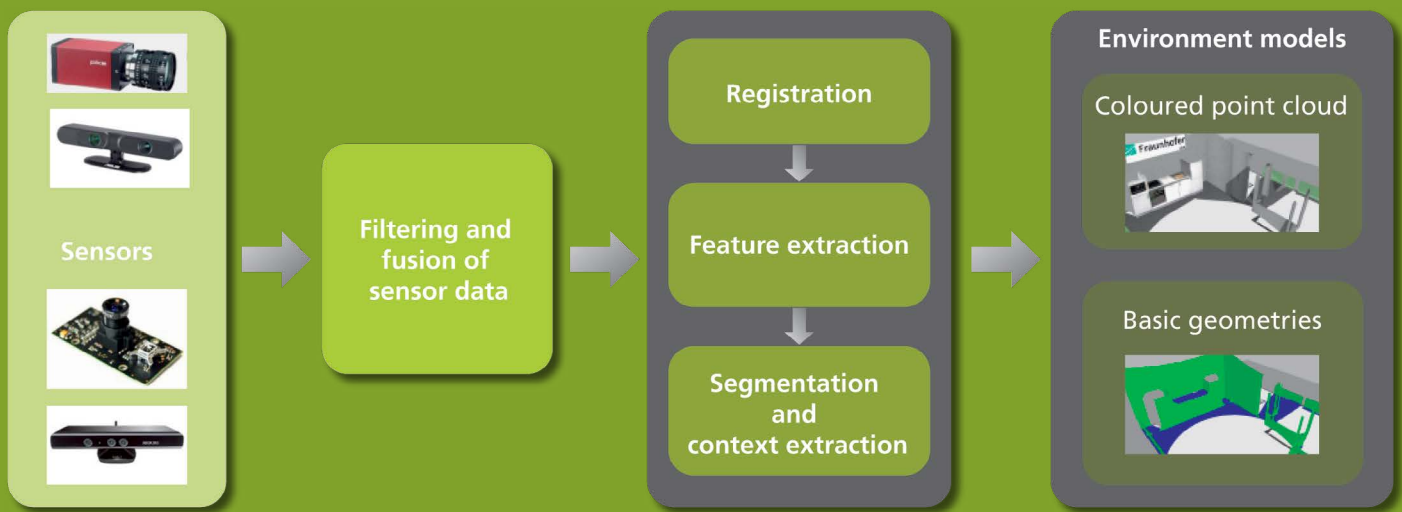 Sensors
Filtering and
fusion of
sensor data
Registration
Feature extraction
Segmentation
and
context extraction
Environment models
Coloured point cloud
Fraunhofer
Basic geometries